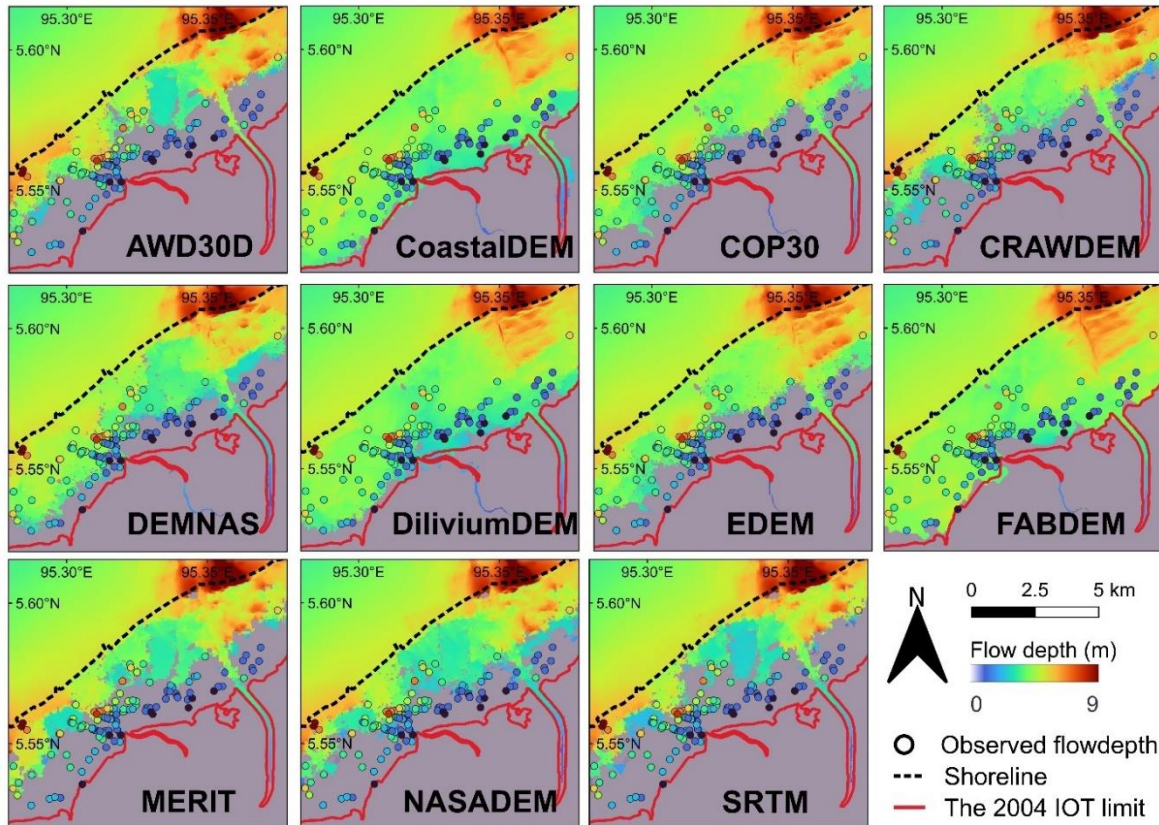 95.30°E 95.35°E
5.60°N
5.55°N
AWD30D
95.30°E 95.35°E
5.60°N
5.55°N
CoastalDEM
95.30°E 95.35°E
5.60°N
5.55°N
COP30
95.30°E 95.35°E
5.60°N
5.55°N
CRAWDEM
95.30°E 95.35°E
5.60°N
5.55°N
DEMNAS
95.30°E 95.35°E
5.60°N
5.55°N
DiliviumDEM
95.30°E 95.35°E
5.60°N
5.55°N
EDEM
95.30°E 95.35°E
5.60°N
5.55°N
FABDEM
95.30°E 95.35°E
5.60°N
5.55°N
MERIT
95.30°E 95.35°E
5.60°N
5.55°N
NASADEM
95.30°E 95.35°E
5.60°N
5.55°N
SRTM
N
0 2.5 5 km
Flow depth (m)
0 9
Observed flowdepth
Shoreline
The 2004 IOT limit